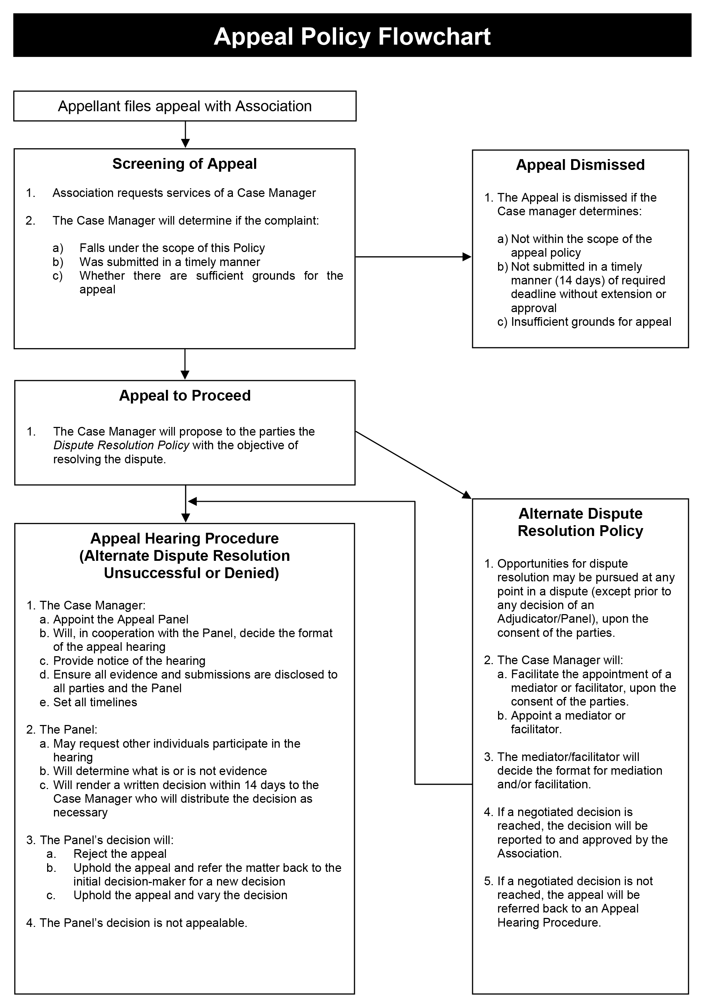 Appeal Policy Flowchart
Appellant files appeal with Association
Screening of Appeal
1. Association requests services of a Case Manager
2. The Case Manager will determine if the complaint:
a) Falls under the scope of this Policy
b) Was submitted in a timely manner
c) Whether there are sufficient grounds for the
appeal
Appeal Dismissed
1. The Appeal is dismissed if the
Case manager determines:
a) Not within the scope of the
appeal policy
b) Not submitted in a timely
manner (14 days) of required
deadline without extension or
approval
c) Insufficient grounds for appeal
Appeal to Proceed
1. The Case Manager will propose to the parties the
Dispute Resolution Policy with the objective of
resolving the dispute.
Appeal Hearing Procedure
(Alternate Dispute Resolution
Unsuccessful or Denied)
1. The Case Manager:
a. Appoint the Appeal Panel
b. Will, in cooperation with the Panel, decide the format
of the appeal hearing
c. Provide notice of the hearing
d. Ensure all evidence and submissions are disclosed to
all parties and the Panel
e. Set all timelines
2. The Panel:
a. May request other individuals participate in the
hearing
b. Will determine what is or is not evidence
c. Will render a written decision within 14 days to the
Case Manager who will distribute the decision as
necessary
3. The Panel’s decision will:
a. Reject the appeal
b. Uphold the appeal and refer the matter back to the
initial decision-maker for a new decision
c. Uphold the appeal and vary the decision
4. The Panel’s decision is not appealable.
Alternate Dispute
Resolution Policy
1. Opportunities for dispute
resolution may be pursued at any
point in a dispute (except prior to
any decision of an
Adjudicator/Panel), upon the
consent of the parties.
2. The Case Manager will:
a. Facilitate the appointment of a
mediator or facilitator, upon the
consent of the parties.
b. Appoint a mediator or
facilitator.
3. The mediator/facilitator will
decide the format for mediation
and/or facilitation.
4. If a negotiated decision is
reached, the decision will be
reported to and approved by the
Association.
5. If a negotiated decision is not
reached, the appeal will be
referred back to an Appeal
Hearing Procedure.